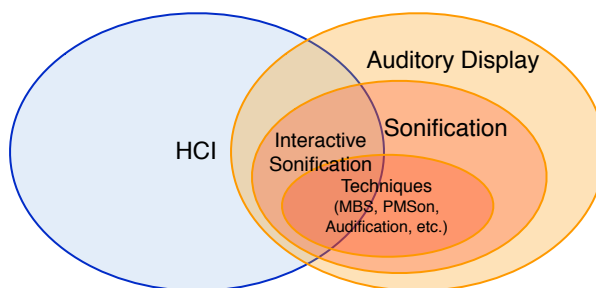 Auditory Display
Sonification
HCI
Interactive
Sonification
Techniques
(MBS, PMSon,
Audification, etc.)